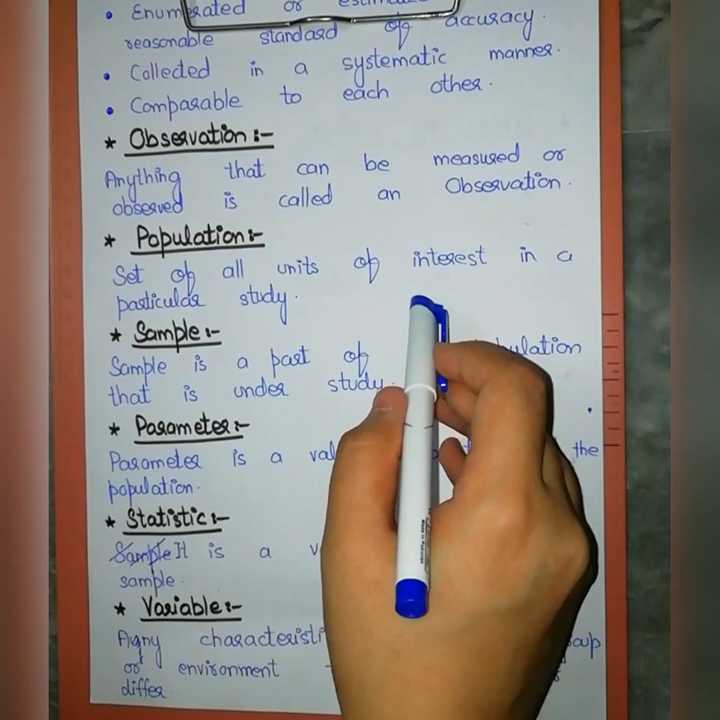 • Enumerated or
reasonable standard of accuracy.
• Collected in a systematic manner.
• Comparable to each other.
* Observation :-
Anything that can be measured or
observed is called an Observation.
* Population :-
Set of all units of interest in a
particular study.
* Sample :-
Sample is a part of
that is under study.
* Parameter :-
Parameter is a the
population.
* Statistic :-
Sample It is a
sample.
* Variable :-
Agny
or environment
differ